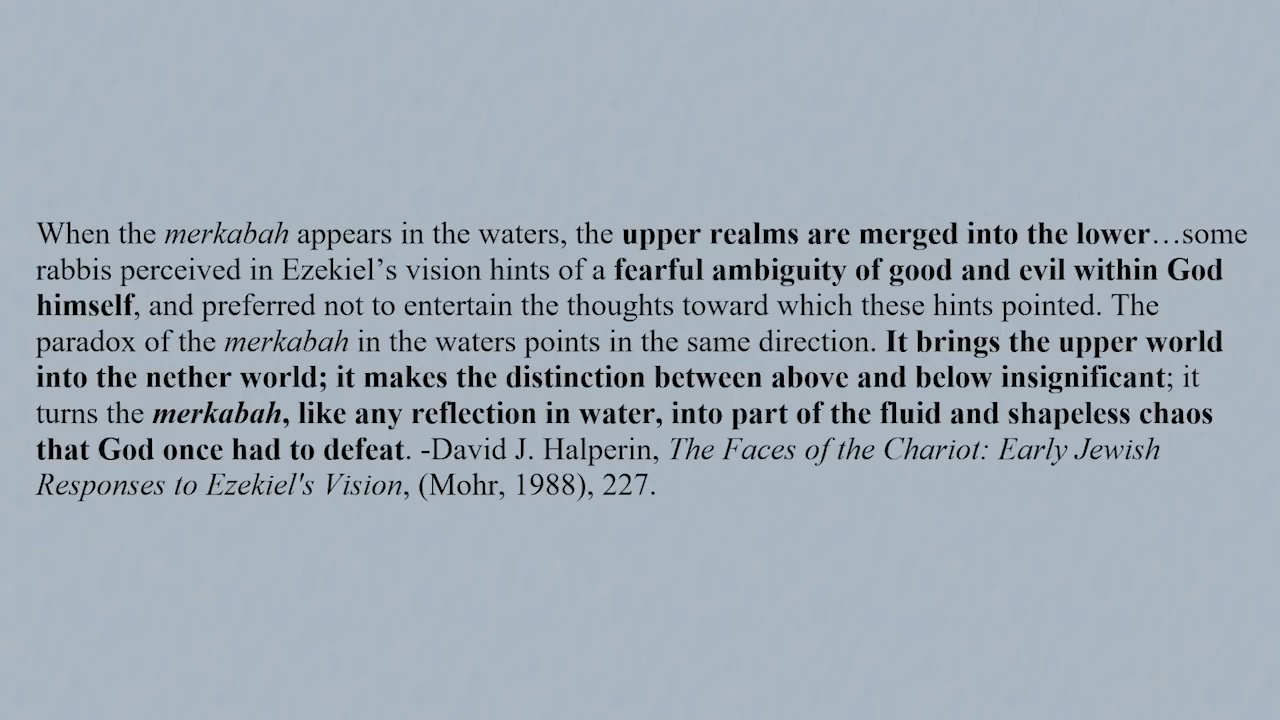 When the merkabah appears in the waters, the upper realms are merged into the lower…some
rabbis perceived in Ezekiel’s vision hints of a fearful ambiguity of good and evil within God
himself, and preferred not to entertain the thoughts toward which these hints pointed. The
paradox of the merkabah in the waters points in the same direction. It brings the upper world
into the nether world; it makes the distinction between above and below insignificant; it
turns the merkabah, like any reflection in water, into part of the fluid and shapeless chaos
that God once had to defeat. -David J. Halperin, The Faces of the Chariot: Early Jewish
Responses to Ezekiel's Vision, (Mohr, 1988), 227.